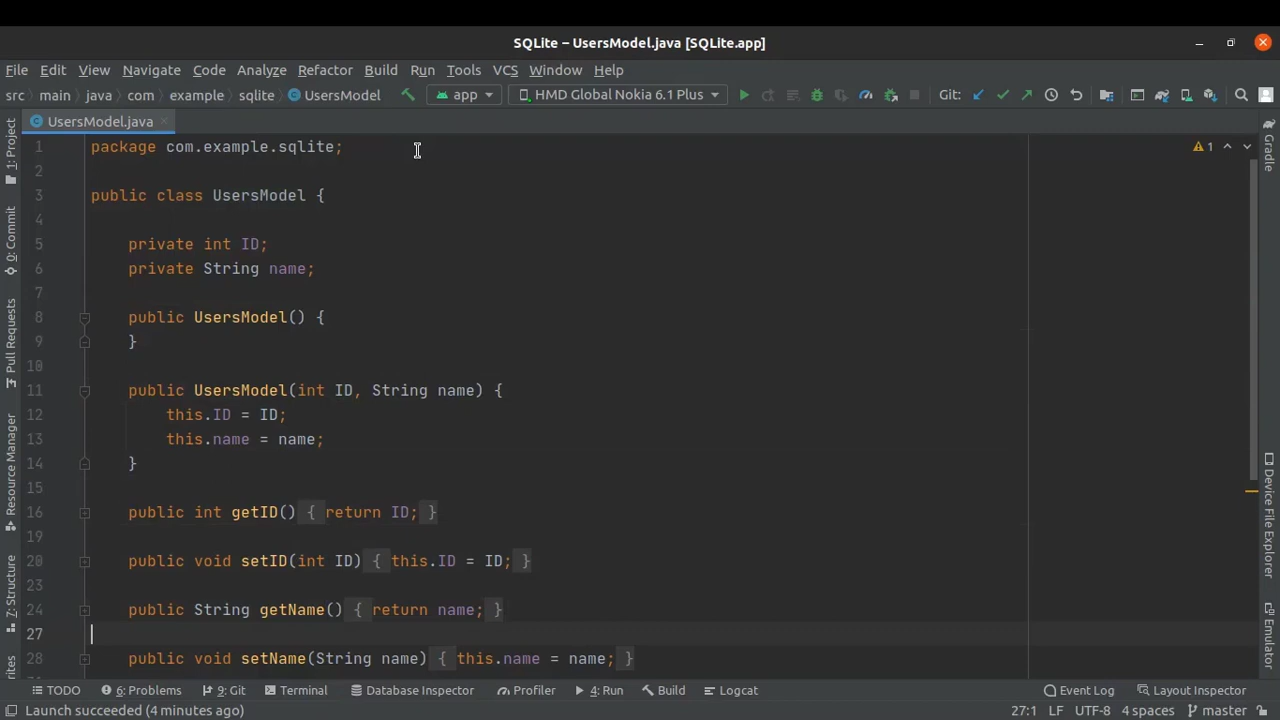 SQLite – UsersModel.java [SQLite.app]
File Edit View Navigate Code Analyze Refactor Build Run Tools VCS Window Help
src main java com example sqlite UsersModel app HMD Global Nokia 6.1 Plus Git:
UsersModel.java
1 package com.example.sqlite;
1
2
3 public class UsersModel {
4
5 private int ID;
6 private String name;
7
8 public UsersModel() {
9 }
10
11 public UsersModel(int ID, String name) {
12 this.ID = ID;
13 this.name = name;
14 }
15
16 public int getID() { return ID; }
19
20 public void setID(int ID) { this.ID = ID; }
23
24 public String getName() { return name; }
27
28 public void setName(String name) { this.name = name; }
1: Project
0: Commit
Pull Requests
Resource Manager
7: Structure
Gradle
Device File Explorer
Emulator
TODO 6: Problems 9: Git Terminal Database Inspector Profiler 4: Run Build Logcat Event Log Layout Inspector
Launch succeeded (4 minutes ago) 27:1 LF UTF-8 4 spaces master